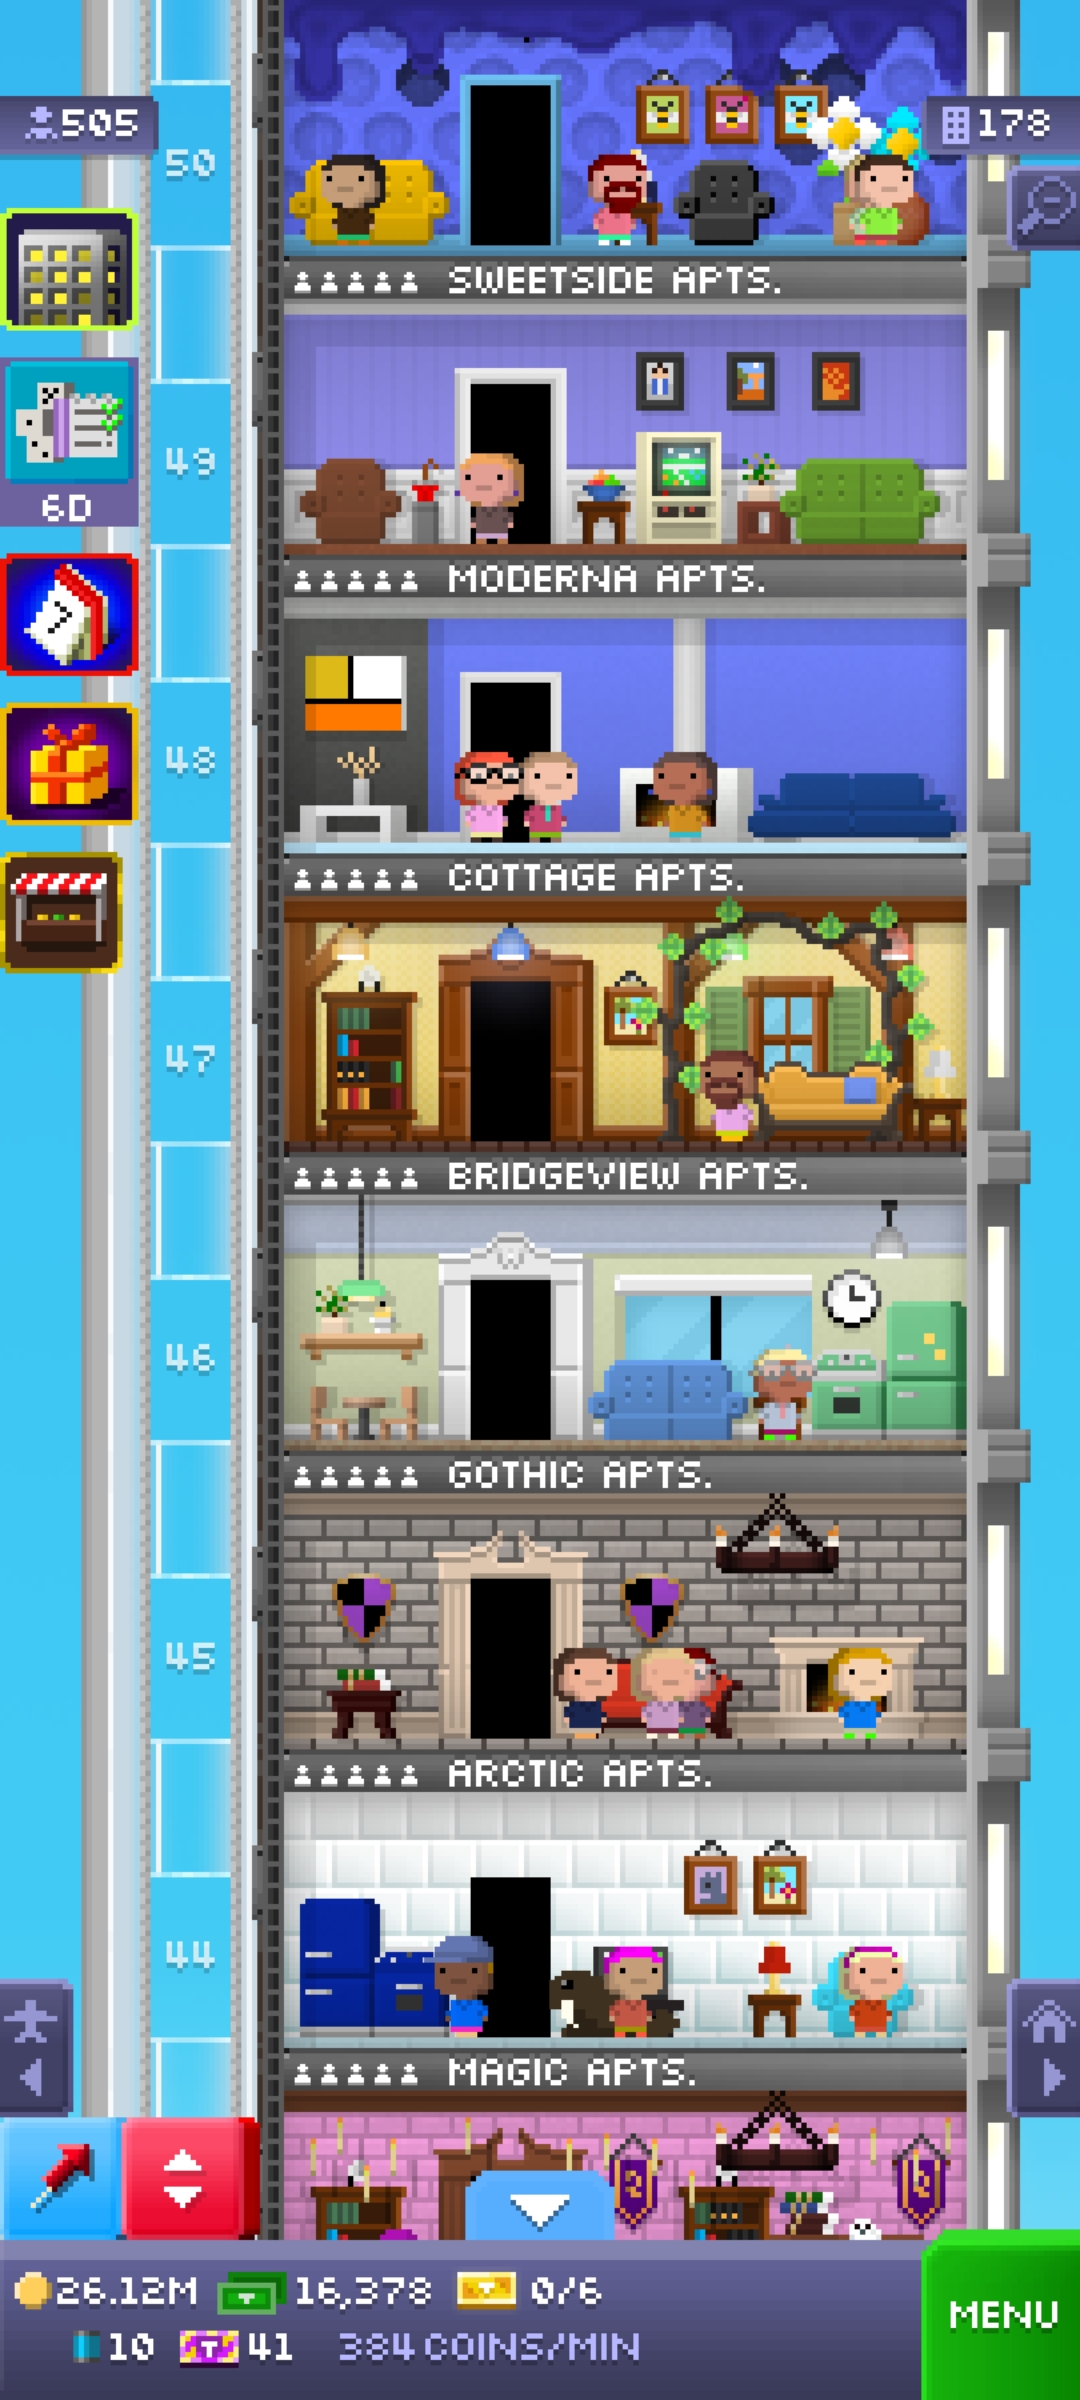 505
178
50
SWEETSIDE APTS.
49
6D
MODERNA APTS.
7
48
COTTAGE APTS.
47
BRIDGEVIEW APTS.
46
GOTHIC APTS.
45
ARCTIC APTS.
44
MAGIC APTS.
26.12M 16,378 0/6
10 T 41 384 COINS/MIN
MENU